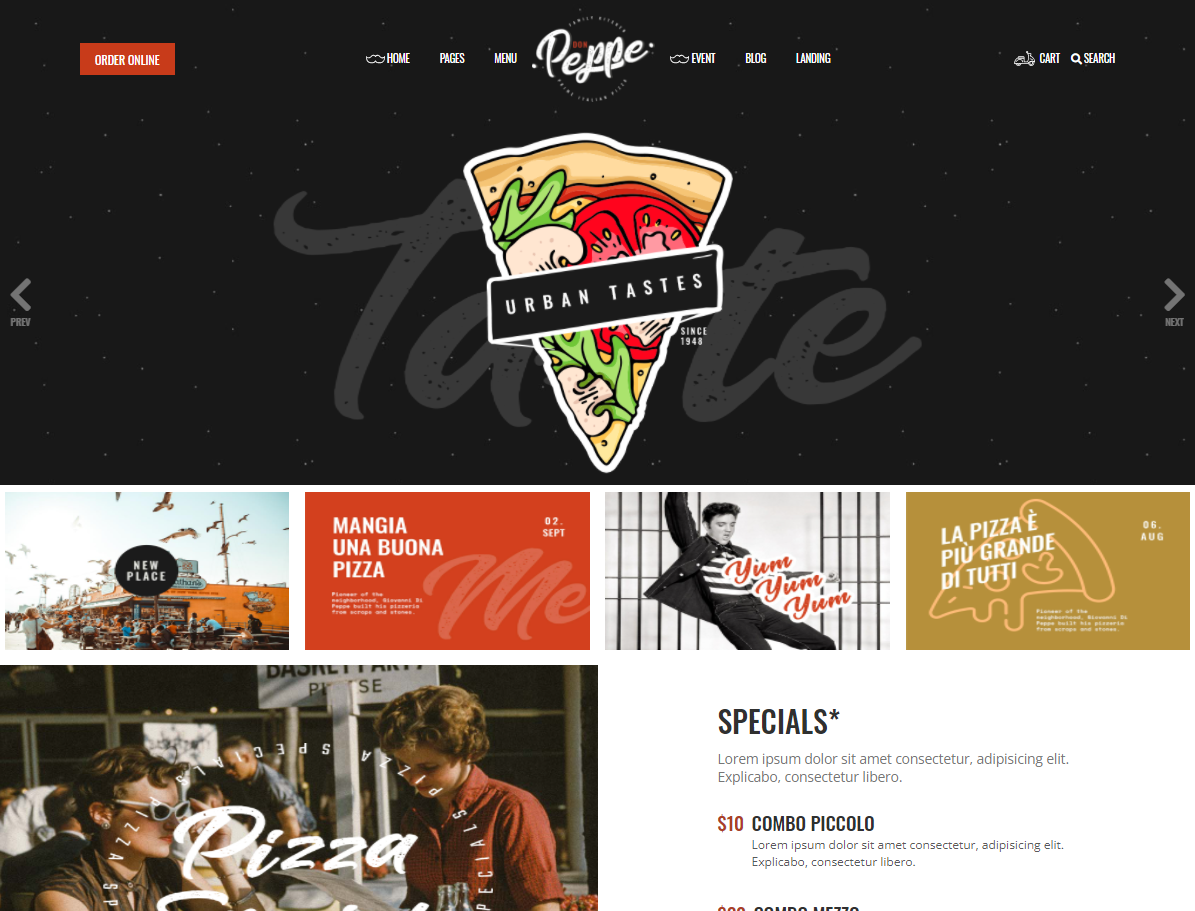 FAMILY DISHES
ORDER ONLINE
HOME
PAGES
MENU
DON
Peppe
EVENT
BLOG
LANDING
CART
SEARCH
PRIME ITALIAN PIZZA
Taste
URBAN TASTES
SINCE
1948
PREV
NEXT
NEW
PLACE
MANGIA
UNA BUONA
PIZZA
02.
SEPT
Pioneer of the
neighborhood, Giovanni Di
Peppe built his pizzeria
from scraps and stones.
Me
Yum
Yum
Yum
LA PIZZA È
PIÙ GRANDE
DI TUTTI
06.
AUG
Pioneer of the
neighborhood, Giovanni Di
Peppe built his pizzeria
from scraps and stones.
BASKET PARTY
PIZZA SPECIALS
Pizza
SPECIALS*
Lorem ipsum dolor sit amet consectetur, adipisicing elit.
Explicabo, consectetur libero.
$10 COMBO PICCOLO
Lorem ipsum dolor sit amet consectetur, adipisicing elit.
Explicabo, consectetur libero.
COMBO MEZZO